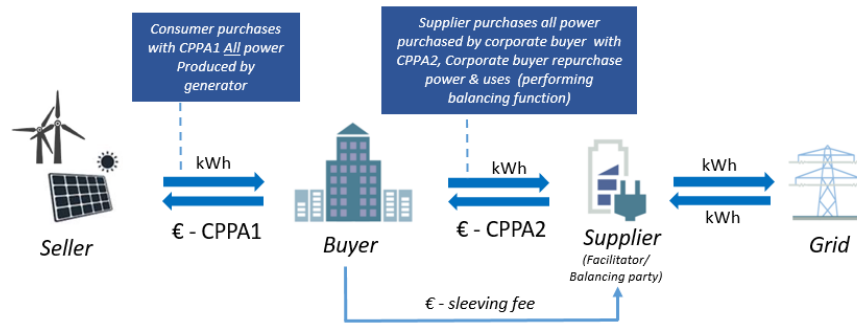 Consumer purchases
with CPPA1 All power
Produced by
generator
Supplier purchases all power
purchased by corporate buyer with
CPPA2, Corporate buyer repurchase
power & uses (performing
balancing function)
kWh
kWh
kWh
kWh
€ - CPPA1
€ - CPPA2
Seller
Buyer
Supplier
(Facilitator/
Balancing party)
Grid
€ - sleeving fee